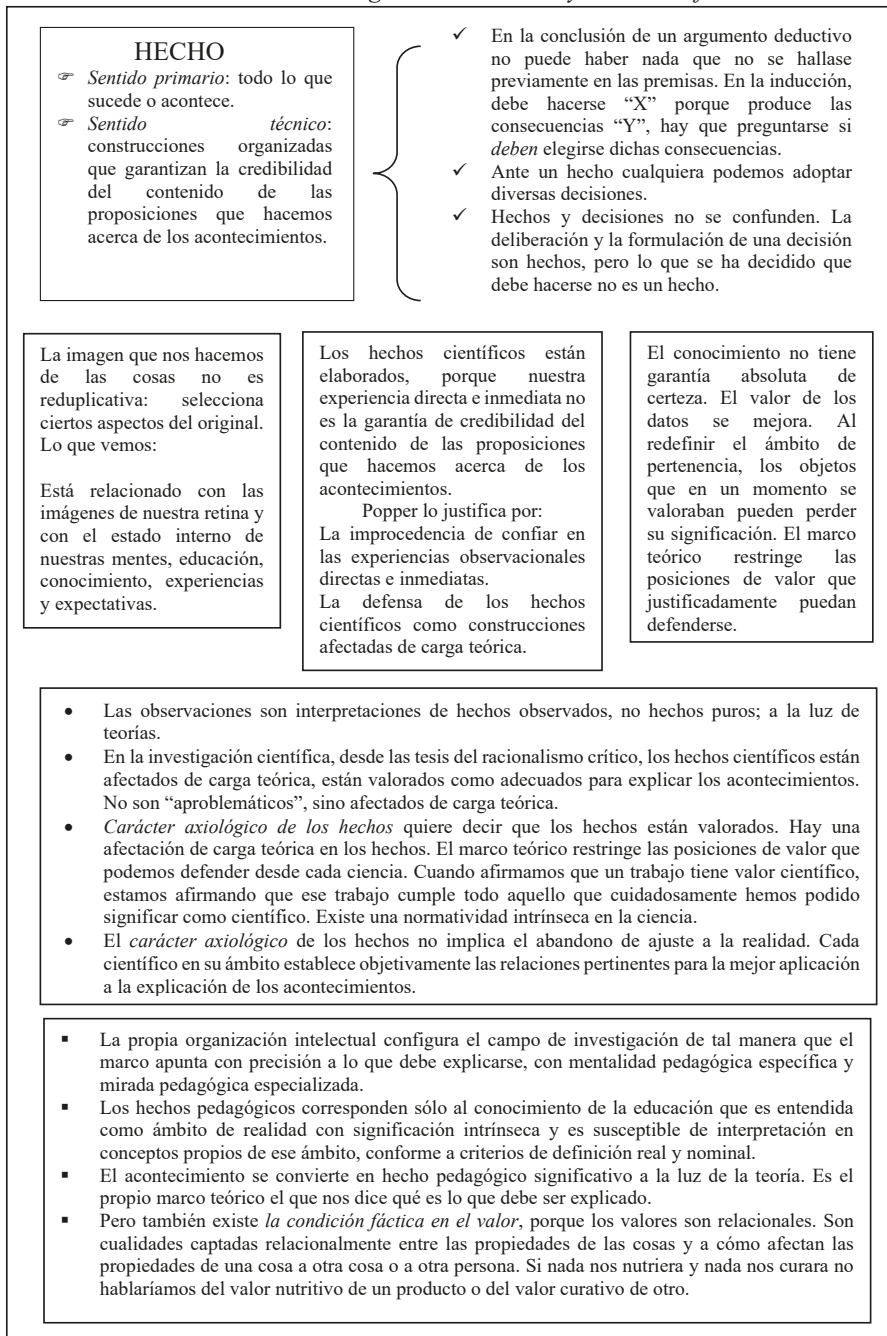 HECHO
☞ Sentido primario: todo lo que
sucede o acontece.
☞ Sentido técnico:
construcciones organizadas
que garantizan la credibilidad
del contenido de las
proposiciones que hacemos
acerca de los acontecimientos.
✓ En la conclusión de un argumento deductivo
no puede haber nada que no se hallase
previamente en las premisas. En la inducción,
debe hacerse “X” porque produce las
consecuencias “Y”, hay que preguntarse si
deben elegirse dichas consecuencias.
✓ Ante un hecho cualquiera podemos adoptar
diversas decisiones.
✓ Hechos y decisiones no se confunden. La
deliberación y la formulación de una decisión
son hechos, pero lo que se ha decidido que
debe hacerse no es un hecho.
La imagen que nos hacemos
de las cosas no es
reduplicativa: selecciona
ciertos aspectos del original.
Lo que vemos:
Está relacionado con las
imágenes de nuestra retina y
con el estado interno de
nuestras mentes, educación,
conocimiento, experiencias
y expectativas.
Los hechos científicos están
elaborados, porque nuestra
experiencia directa e inmediata no
es la garantía de credibilidad del
contenido de las proposiciones
que hacemos acerca de los
acontecimientos.
Popper lo justifica por:
La improcedencia de confiar en
las experiencias observacionales
directas e inmediatas.
La defensa de los hechos
científicos como construcciones
afectadas de carga teórica.
El conocimiento no tiene
garantía absoluta de
certeza. El valor de los
datos se mejora. Al
redefinir el ámbito de
pertenencia, los objetos
que en un momento se
valoraban pueden perder
su significación. El marco
teórico restringe las
posiciones de valor que
justificadamente puedan
defenderse.
• Las observaciones son interpretaciones de hechos observados, no hechos puros; a la luz de
teorías.
• En la investigación científica, desde las tesis del racionalismo crítico, los hechos científicos están
afectados de carga teórica, están valorados como adecuados para explicar los acontecimientos.
No son “aproblemáticos”, sino afectados de carga teórica.
• Carácter axiológico de los hechos quiere decir que los hechos están valorados. Hay una
afectación de carga teórica en los hechos. El marco teórico restringe las posiciones de valor que
podemos defender desde cada ciencia. Cuando afirmamos que un trabajo tiene valor científico,
estamos afirmando que ese trabajo cumple todo aquello que cuidadosamente hemos podido
significar como científico. Existe una normatividad intrínseca en la ciencia.
• El carácter axiológico de los hechos no implica el abandono de ajuste a la realidad. Cada
científico en su ámbito establece objetivamente las relaciones pertinentes para la mejor aplicación
a la explicación de los acontecimientos.
▪ La propia organización intelectual configura el campo de investigación de tal manera que el
marco apunta con precisión a lo que debe explicarse, con mentalidad pedagógica específica y
mirada pedagógica especializada.
▪ Los hechos pedagógicos corresponden sólo al conocimiento de la educación que es entendida
como ámbito de realidad con significación intrínseca y es susceptible de interpretación en
conceptos propios de ese ámbito, conforme a criterios de definición real y nominal.
▪ El acontecimiento se convierte en hecho pedagógico significativo a la luz de la teoría. Es el
propio marco teórico el que nos dice qué es lo que debe ser explicado.
▪ Pero también existe la condición fáctica en el valor, porque los valores son relacionales. Son
cualidades captadas relacionalmente entre las propiedades de las cosas y a cómo afectan las
propiedades de una cosa a otra cosa o a otra persona. Si nada nos nutriera y nada nos curara no
hablaríamos del valor nutritivo de un producto o del valor curativo de otro.